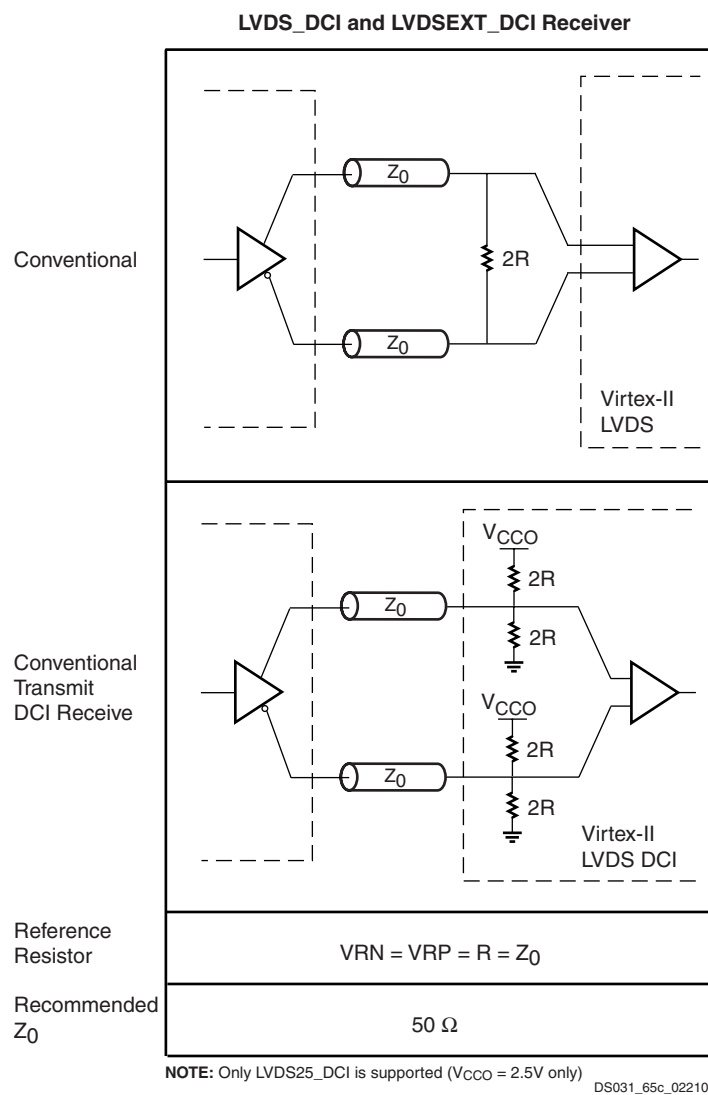 LVDS_DCI and LVDSEXT_DCI Receiver
Conventional
Z0
2R
Z0
Virtex-II
LVDS
Conventional
Transmit
DCI Receive
VCCO
2R
Z0
2R
VCCO
2R
Z0
2R
Virtex-II
LVDS DCI
Reference
Resistor
VRN = VRP = R = Z0
Recommended
Z0
50 Ω
NOTE: Only LVDS25_DCI is supported (VCCO = 2.5V only)
DS031_65c_02210